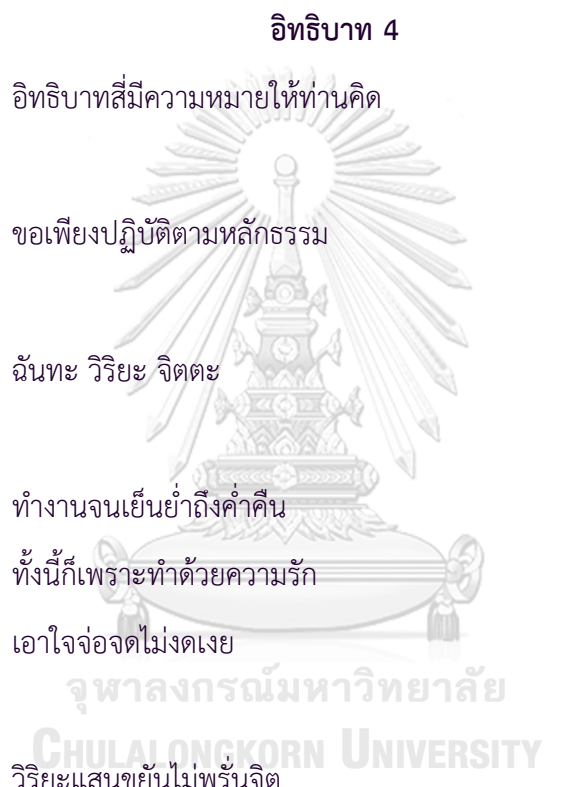 อิทธิบาท 4
อิทธิบาทสี่มีความหมายให้ท่านคิด
ขอเพียงปฏิบัติตามหลักธรรม
ฉันทะ วิริยะ จิตตะ
ทำงานจนเย็นย่ำถึงค่ำคืน
ทั้งนี้ก็เพราะทำด้วยความรัก
เอาใจจ่อจดไม่งดเงย
จุฬาลงกรณ์มหาวิทยาลัย
CHULALONGKORN UNIVERSITY
วิริยะแสนขยันไม่พรั่นจิต